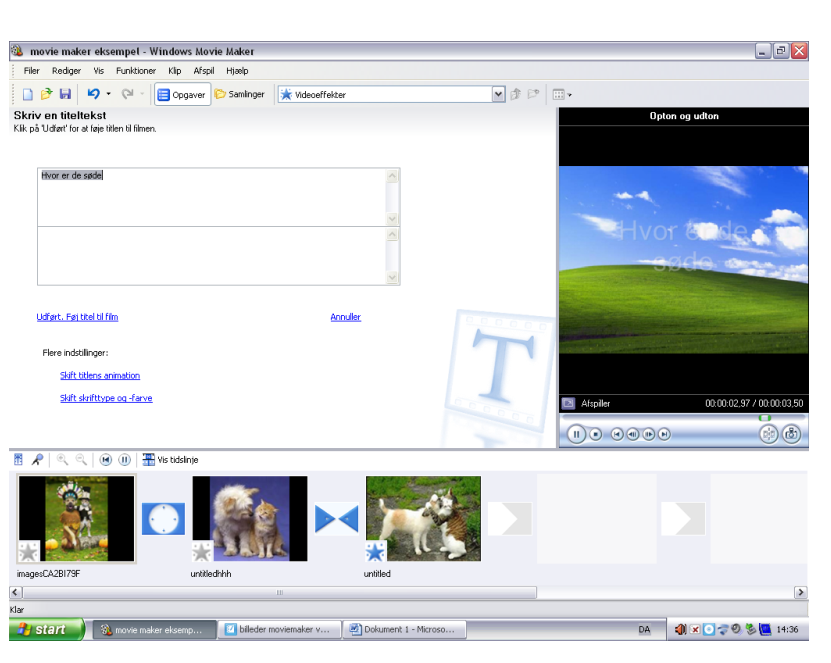 movie maker eksempel - Windows Movie Maker
Filer Rediger Vis Funktioner Klip Afspil Hjælp
Opgaver Samlinger Videoeffekter
Skriv en titeltekst
Klik på 'Udført' for at føje titlen til filmen.
Hvor er de søde
Udført. Føj titel til film Annuller
Flere indstillinger:
Skift titlens animation
Skift skrifttype og -farve
T
Opton og udton
Hvor er de
søde
Afspiller 00:00:02,97 / 00:00:03,50
Vis tidslinje
imagesCA2BI79F untitledhhh untitled
Klar
start movie maker eksemp... billeder moviemaker v... Dokument 1 - Microso... DA 14:36